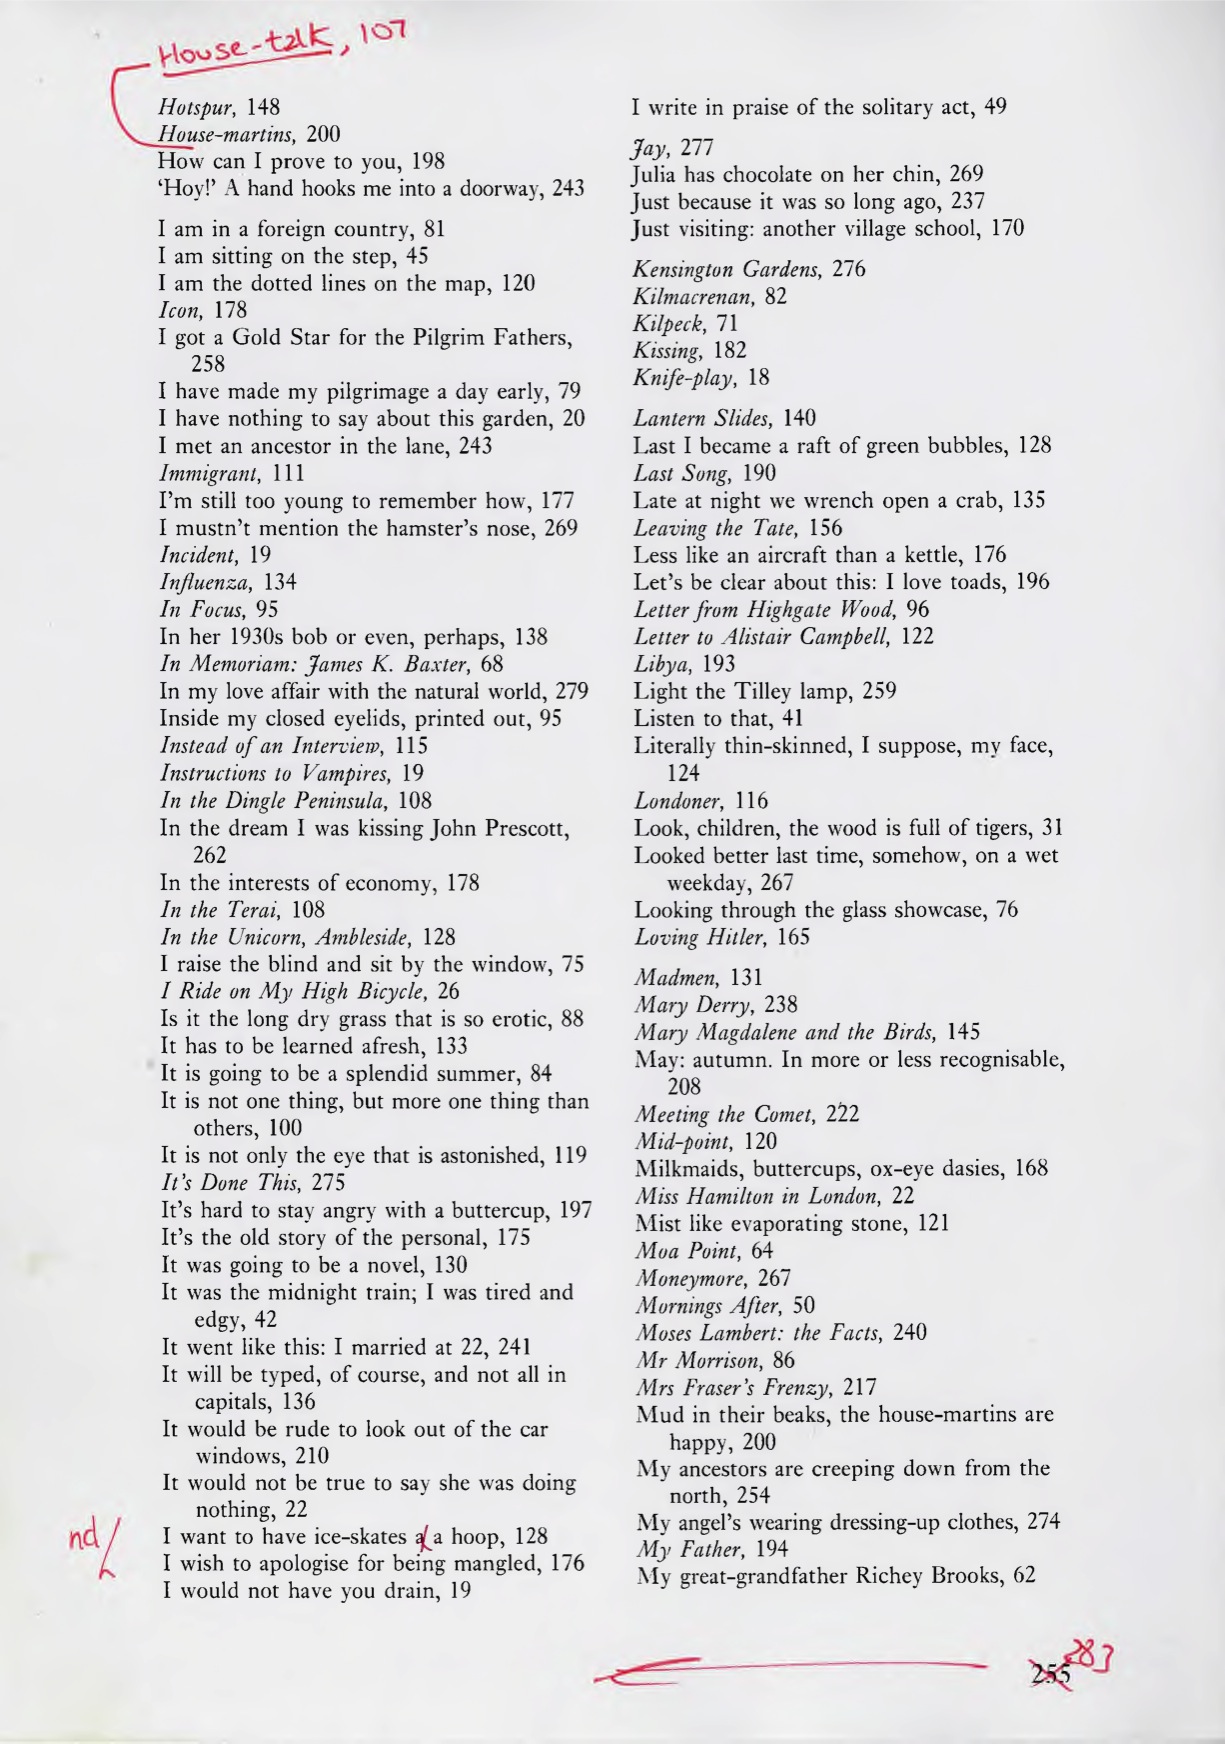 House-talk, 107
Hotspur, 148
House-martins, 200
How can I prove to you, 198
‘Hoy!’ A hand hooks me into a doorway, 243
I am in a foreign country, 81
I am sitting on the step, 45
I am the dotted lines on the map, 120
Icon, 178
I got a Gold Star for the Pilgrim Fathers,
258
I have made my pilgrimage a day early, 79
I have nothing to say about this garden, 20
I met an ancestor in the lane, 243
Immigrant, 111
I’m still too young to remember how, 177
I mustn’t mention the hamster’s nose, 269
Incident, 19
Influenza, 134
In Focus, 95
In her 1930s bob or even, perhaps, 138
In Memoriam: James K. Baxter, 68
In my love affair with the natural world, 279
Inside my closed eyelids, printed out, 95
Instead of an Interview, 115
Instructions to Vampires, 19
In the Dingle Peninsula, 108
In the dream I was kissing John Prescott,
262
In the interests of economy, 178
In the Terai, 108
In the Unicorn, Ambleside, 128
I raise the blind and sit by the window, 75
I Ride on My High Bicycle, 26
Is it the long dry grass that is so erotic, 88
It has to be learned afresh, 133
It is going to be a splendid summer, 84
It is not one thing, but more one thing than
others, 100
It is not only the eye that is astonished, 119
It’s Done This, 275
It’s hard to stay angry with a buttercup, 197
It’s the old story of the personal, 175
It was going to be a novel, 130
It was the midnight train; I was tired and
edgy, 42
It went like this: I married at 22, 241
It will be typed, of course, and not all in
capitals, 136
It would be rude to look out of the car
windows, 210
It would not be true to say she was doing
nothing, 22
nd/ I want to have ice-skates a a hoop, 128
I wish to apologise for being mangled, 176
I would not have you drain, 19
I write in praise of the solitary act, 49
Jay, 277
Julia has chocolate on her chin, 269
Just because it was so long ago, 237
Just visiting: another village school, 170
Kensington Gardens, 276
Kilmacrenan, 82
Kilpeck, 71
Kissing, 182
Knife-play, 18
Lantern Slides, 140
Last I became a raft of green bubbles, 128
Last Song, 190
Late at night we wrench open a crab, 135
Leaving the Tate, 156
Less like an aircraft than a kettle, 176
Let’s be clear about this: I love toads, 196
Letter from Highgate Wood, 96
Letter to Alistair Campbell, 122
Libya, 193
Light the Tilley lamp, 259
Listen to that, 41
Literally thin-skinned, I suppose, my face,
124
Londoner, 116
Look, children, the wood is full of tigers, 31
Looked better last time, somehow, on a wet
weekday, 267
Looking through the glass showcase, 76
Loving Hitler, 165
Madmen, 131
Mary Derry, 238
Mary Magdalene and the Birds, 145
May: autumn. In more or less recognisable,
208
Meeting the Comet, 222
Mid-point, 120
Milkmaids, buttercups, ox-eye dasies, 168
Miss Hamilton in London, 22
Mist like evaporating stone, 121
Moa Point, 64
Moneymore, 267
Mornings After, 50
Moses Lambert: the Facts, 240
Mr Morrison, 86
Mrs Fraser’s Frenzy, 217
Mud in their beaks, the house-martins are
happy, 200
My ancestors are creeping down from the
north, 254
My angel’s wearing dressing-up clothes, 274
My Father, 194
My great-grandfather Richey Brooks, 62
255 283